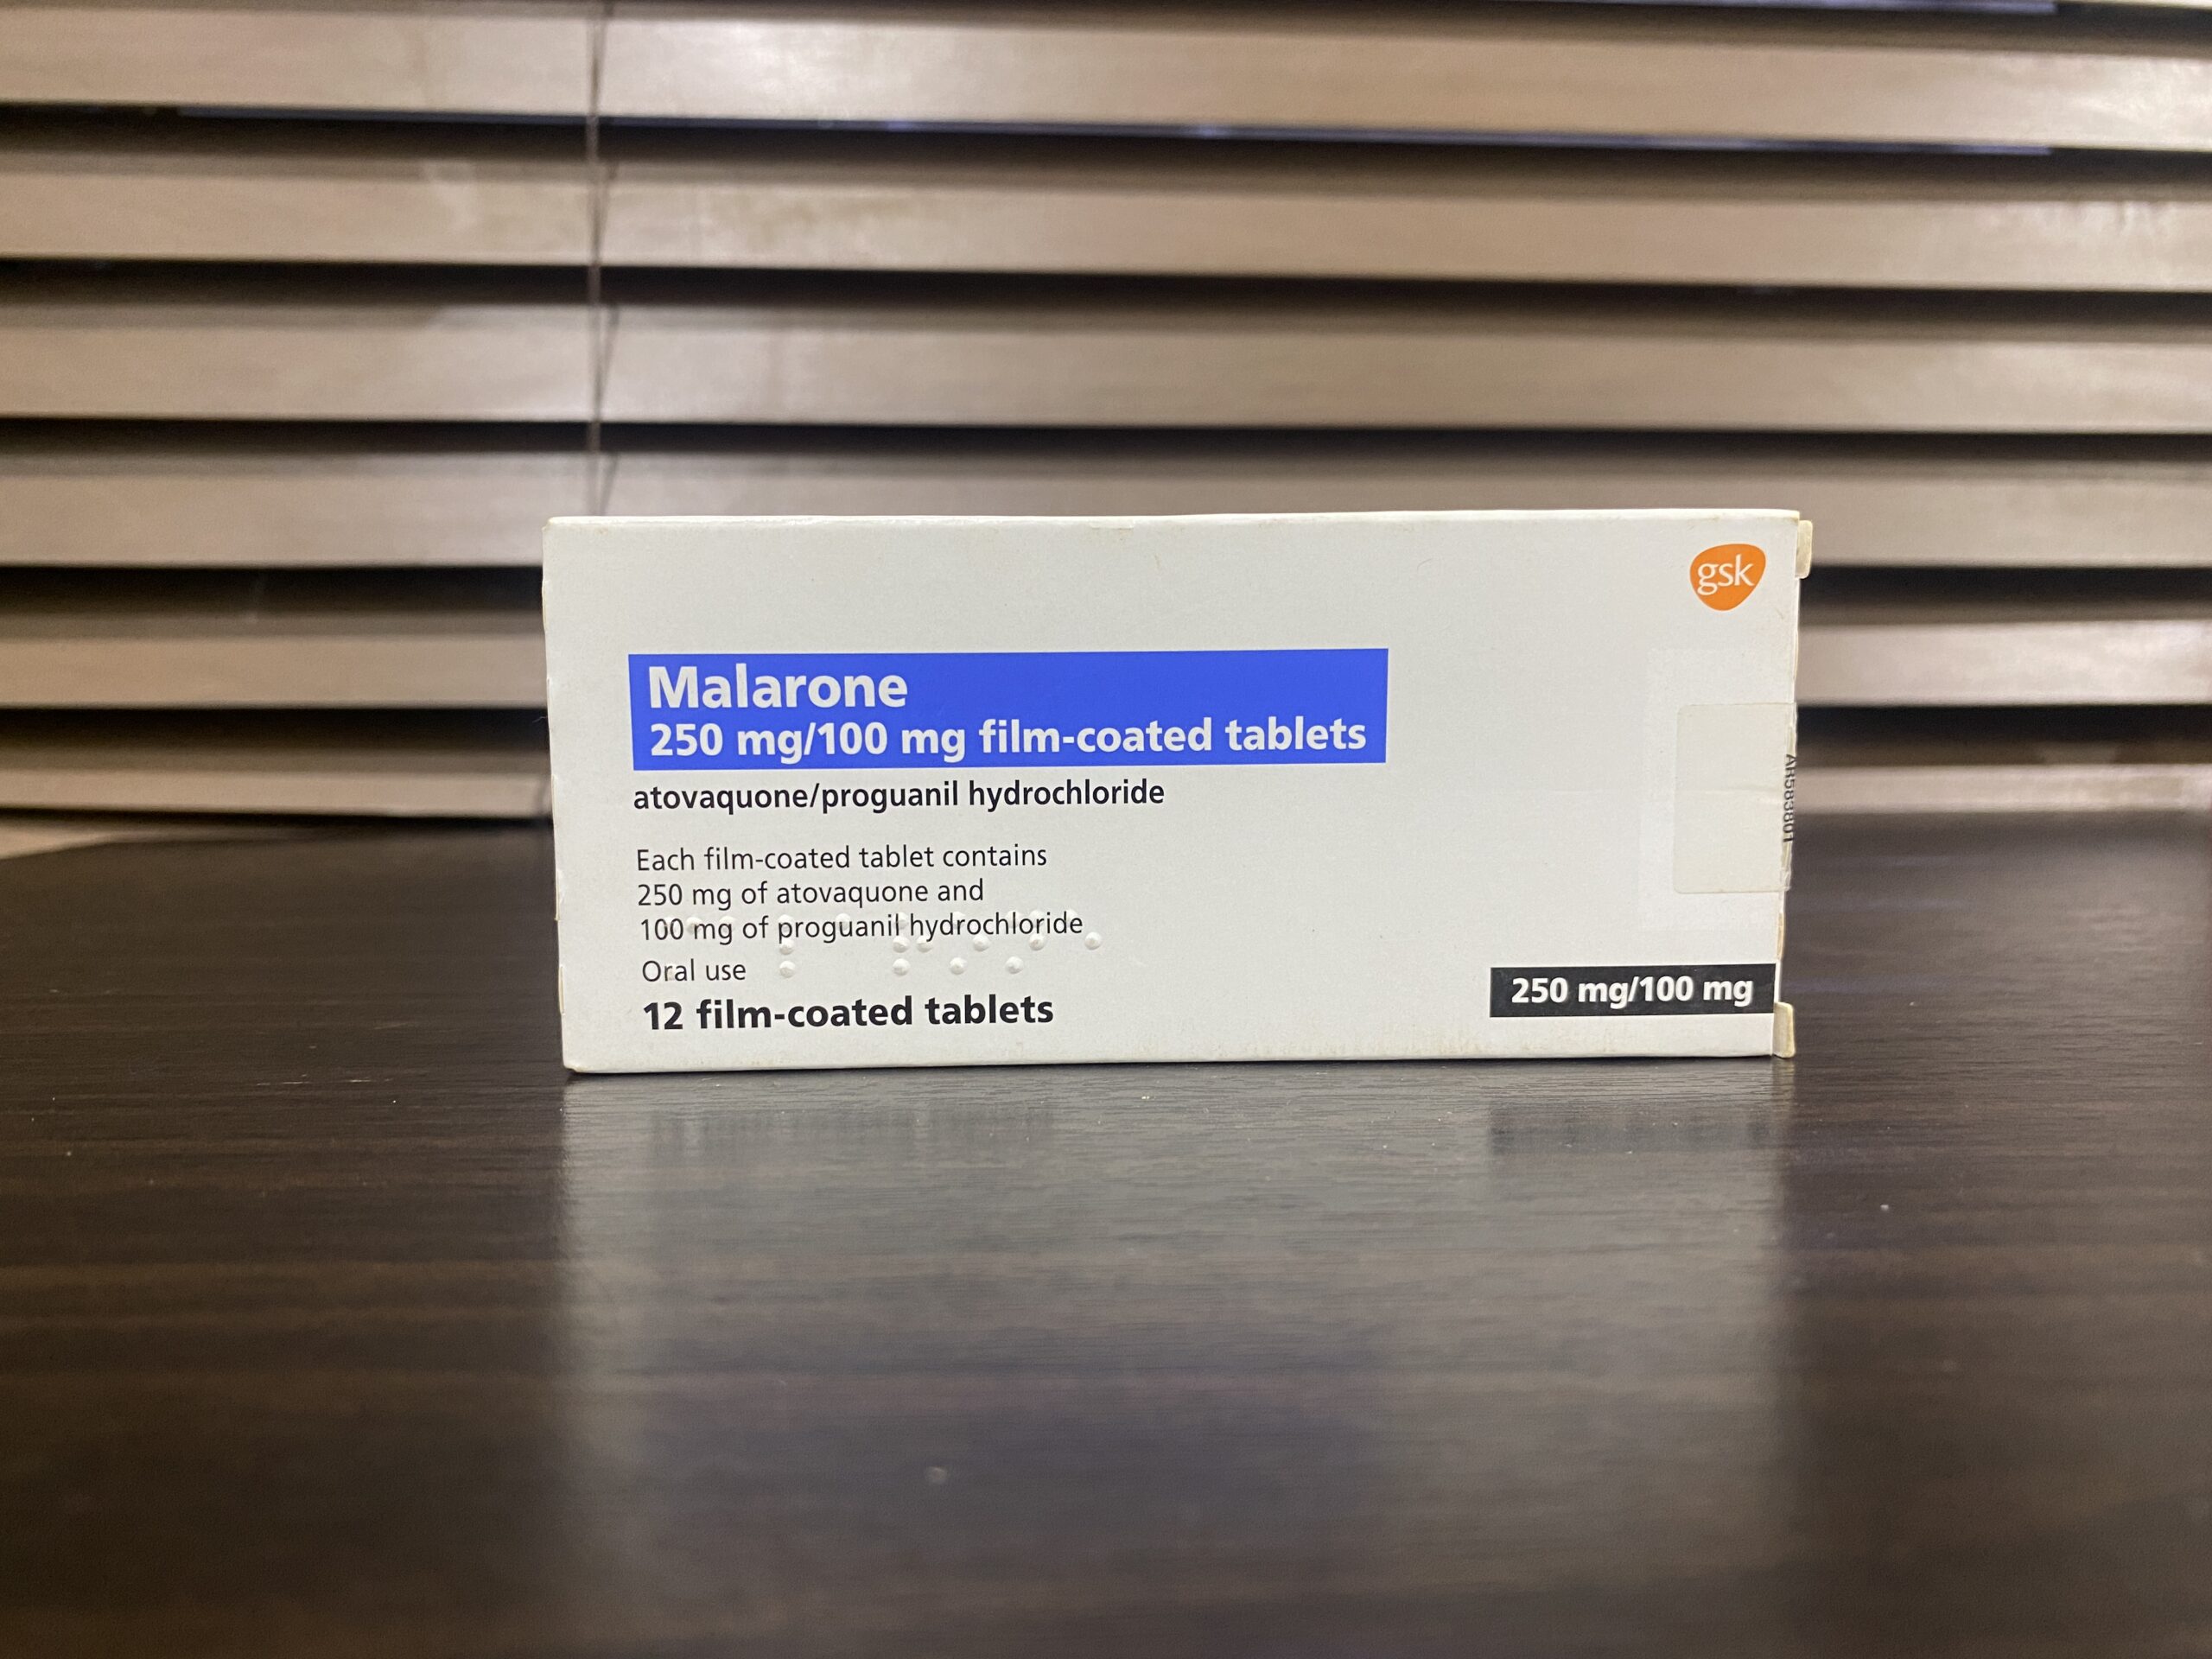 gsk
Malarone
250 mg/100 mg film-coated tablets
atovaquone/proguanil hydrochloride
Each film-coated tablet contains
250 mg of atovaquone and
100 mg of proguanil hydrochloride
Oral use
12 film-coated tablets
250 mg/100 mg